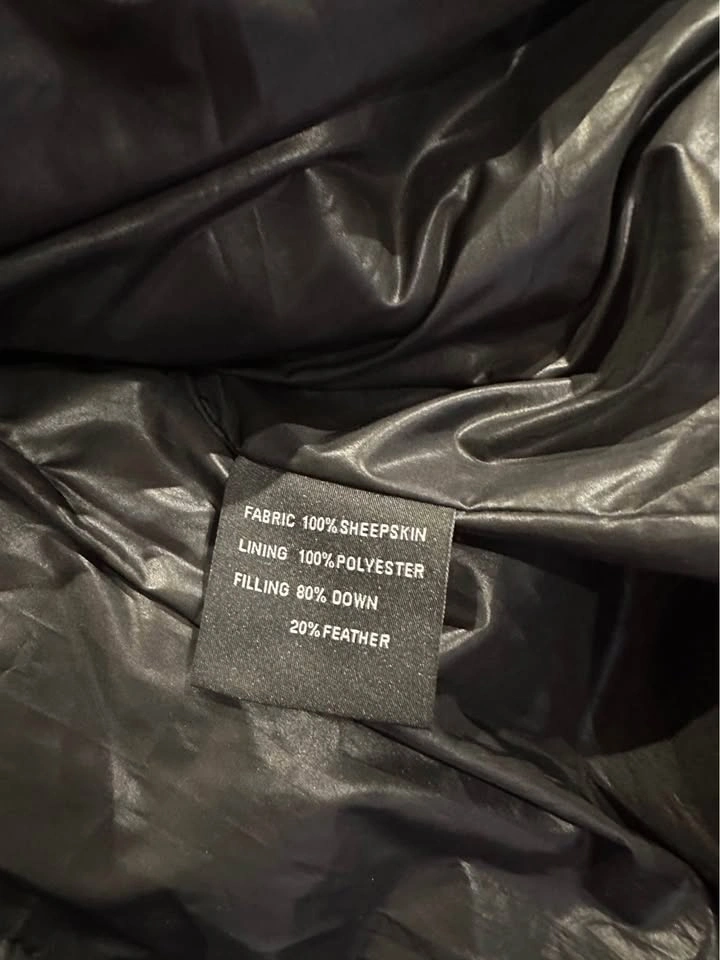 FABRIC 100% SHEEPSKIN
LINING 100% POLYESTER
FILLING 80% DOWN
20% FEATHER